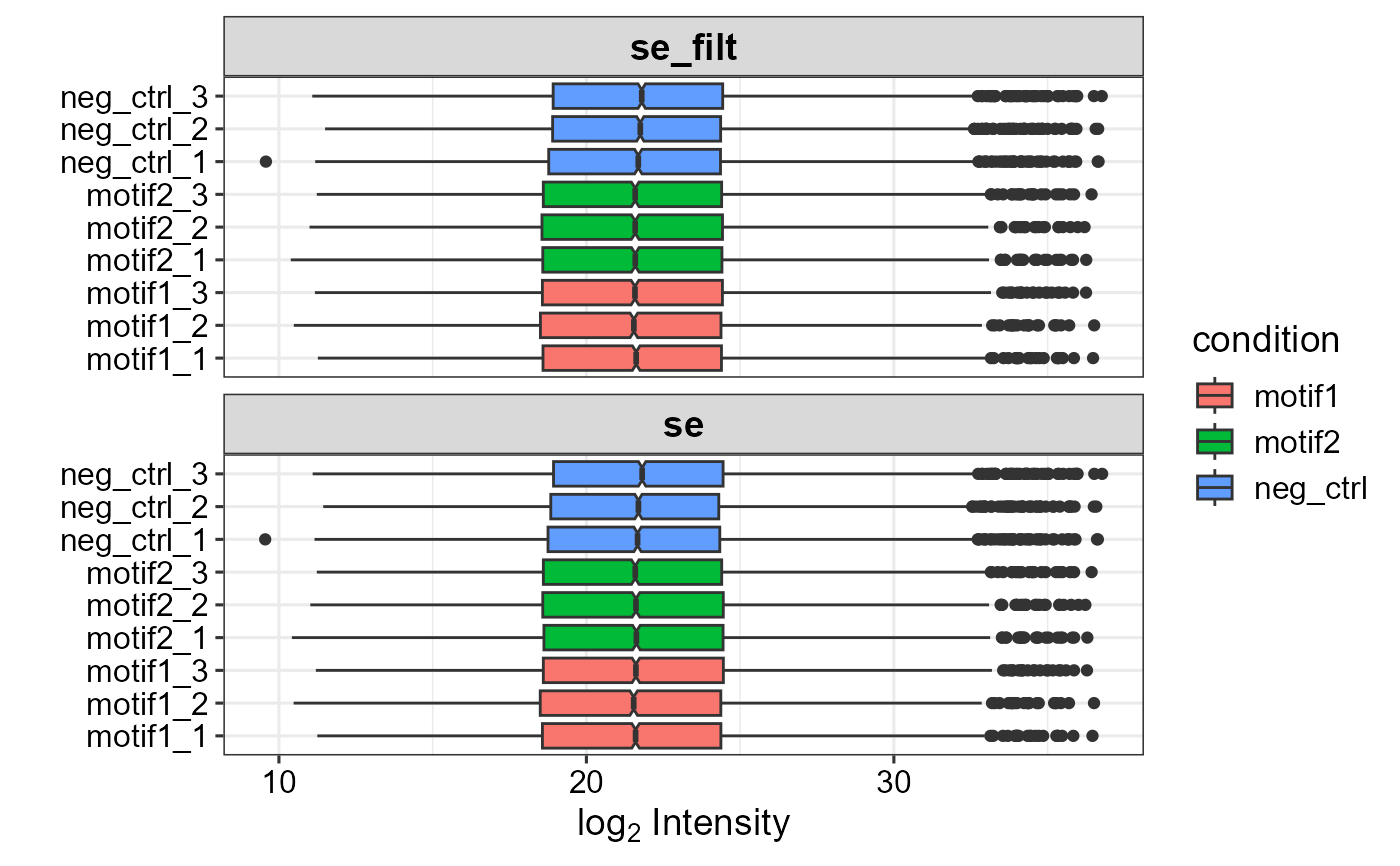 se_filt
neg_ctrl_3
neg_ctrl_2
neg_ctrl_1
motif2_3
motif2_2
motif2_1
motif1_3
motif1_2
motif1_1
se
neg_ctrl_3
neg_ctrl_2
neg_ctrl_1
motif2_3
motif2_2
motif2_1
motif1_3
motif1_2
motif1_1
10 20 30
log₂ Intensity
condition
motif1
motif2
neg_ctrl